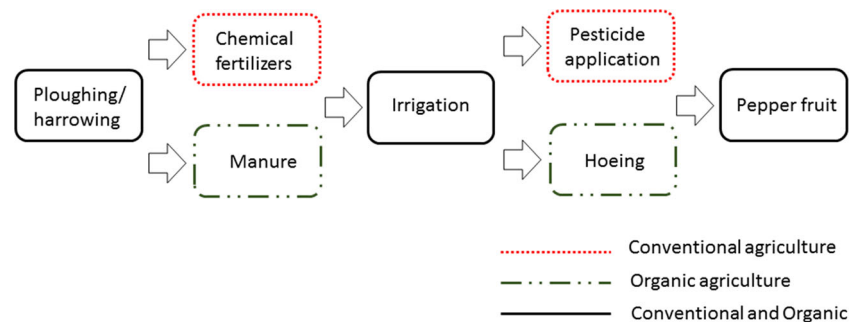 Chemical
fertilizers
Pesticide
application
Ploughing/
harrowing
Irrigation
Pepper fruit
Manure
Hoeing
Conventional agriculture
Organic agriculture
Conventional and Organic